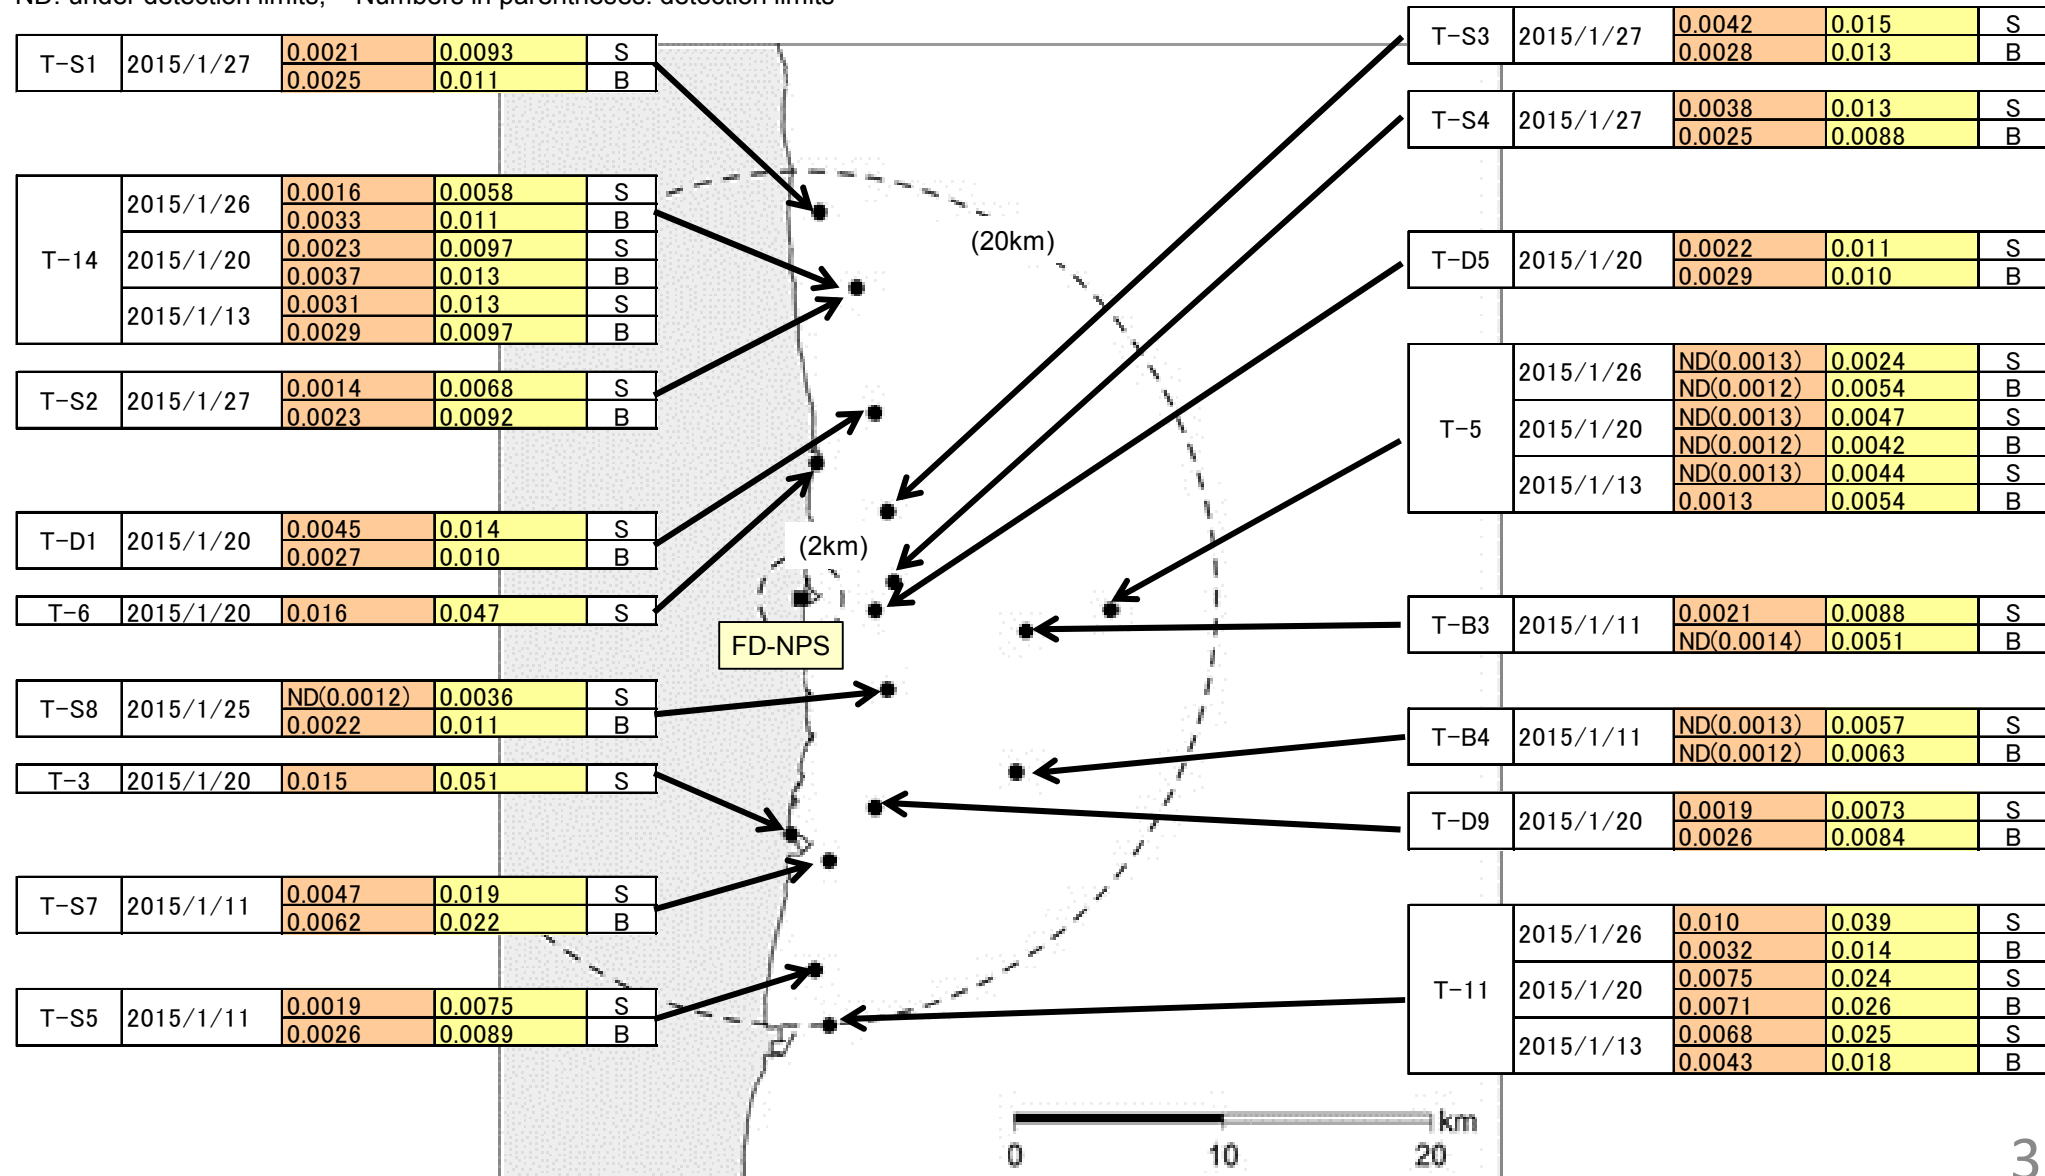 ND: under detection limits; Numbers in parentheses: detection limits
T-S1 2015/1/27 0.0021 0.0093 S
0.0025 0.011 B
T-14 2015/1/26 0.0016 0.0058 S
0.0033 0.011 B
2015/1/20 0.0023 0.0097 S
0.0037 0.013 B
2015/1/13 0.0031 0.013 S
0.0029 0.0097 B
T-S2 2015/1/27 0.0014 0.0068 S
0.0023 0.0092 B
T-D1 2015/1/20 0.0045 0.014 S
0.0027 0.010 B
T-6 2015/1/20 0.016 0.047 S
T-S8 2015/1/25 ND(0.0012) 0.0036 S
0.0022 0.011 B
T-3 2015/1/20 0.015 0.051 S
T-S7 2015/1/11 0.0047 0.019 S
0.0062 0.022 B
T-S5 2015/1/11 0.0019 0.0075 S
0.0026 0.0089 B
(20km)
(2km)
FD-NPS
T-S3 2015/1/27 0.0042 0.015 S
0.0028 0.013 B
T-S4 2015/1/27 0.0038 0.013 S
0.0025 0.0088 B
T-D5 2015/1/20 0.0022 0.011 S
0.0029 0.010 B
T-5 2015/1/26 ND(0.0013) 0.0024 S
ND(0.0012) 0.0054 B
2015/1/20 ND(0.0013) 0.0047 S
ND(0.0012) 0.0042 B
2015/1/13 ND(0.0013) 0.0044 S
0.0013 0.0054 B
T-B3 2015/1/11 0.0021 0.0088 S
ND(0.0014) 0.0051 B
T-B4 2015/1/11 ND(0.0013) 0.0057 S
ND(0.0012) 0.0063 B
T-D9 2015/1/20 0.0019 0.0073 S
0.0026 0.0084 B
T-11 2015/1/26 0.010 0.039 S
0.0032 0.014 B
2015/1/20 0.0075 0.024 S
0.0071 0.026 B
2015/1/13 0.0068 0.025 S
0.0043 0.018 B
km
0 10 20
3